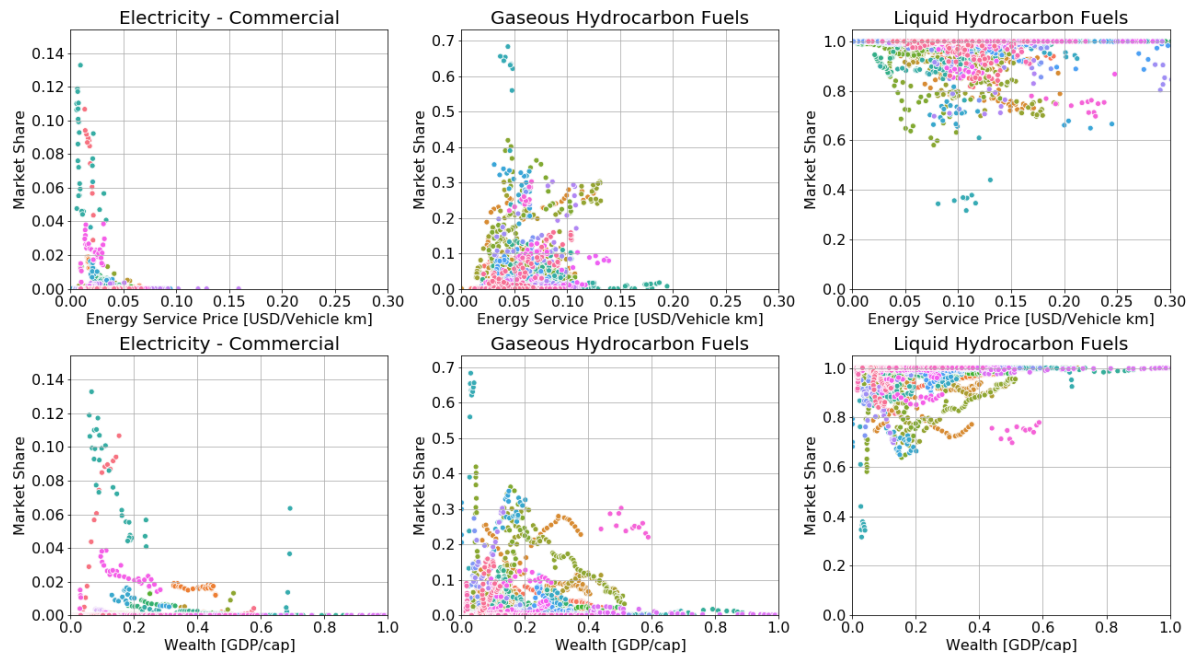 Electricity - Commercial
Gaseous Hydrocarbon Fuels
Liquid Hydrocarbon Fuels
0.14
0.12
0.10
0.08
0.06
0.04
0.02
0.00
Market Share
0.7
0.6
0.5
0.4
0.3
0.2
0.1
0.0
Market Share
1.0
0.8
0.6
0.4
0.2
0.0
Market Share
0.00 0.05 0.10 0.15 0.20 0.25 0.30
0.00 0.05 0.10 0.15 0.20 0.25 0.30
0.00 0.05 0.10 0.15 0.20 0.25 0.30
Energy Service Price [USD/Vehicle km]
Energy Service Price [USD/Vehicle km]
Energy Service Price [USD/Vehicle km]
Electricity - Commercial
Gaseous Hydrocarbon Fuels
Liquid Hydrocarbon Fuels
0.14
0.12
0.10
0.08
0.06
0.04
0.02
0.00
Market Share
0.7
0.6
0.5
0.4
0.3
0.2
0.1
0.0
Market Share
1.0
0.8
0.6
0.4
0.2
0.0
Market Share
0.0 0.2 0.4 0.6 0.8 1.0
0.0 0.2 0.4 0.6 0.8 1.0
0.0 0.2 0.4 0.6 0.8 1.0
Wealth [GDP/cap]
Wealth [GDP/cap]
Wealth [GDP/cap]